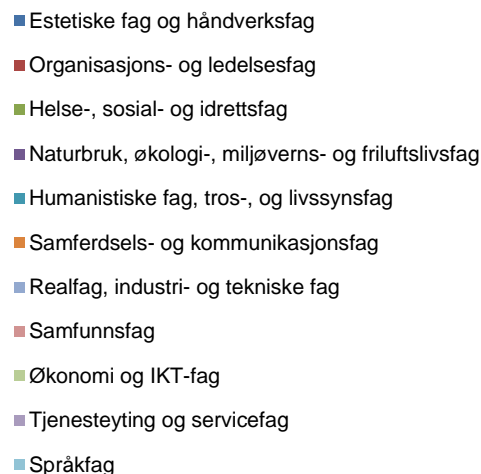 Estetiske fag og håndverksfag
Organisasjons- og ledelsesfag
Helse-, sosial- og idrettsfag
Naturbruk, økologi-, miljøverns- og friluftslivsfag
Humanistiske fag, tros-, og livssynsfag
Samferdsels- og kommunikasjonsfag
Realfag, industri- og tekniske fag
Samfunnsfag
Økonomi og IKT-fag
Tjenesteyting og servicefag
Språkfag